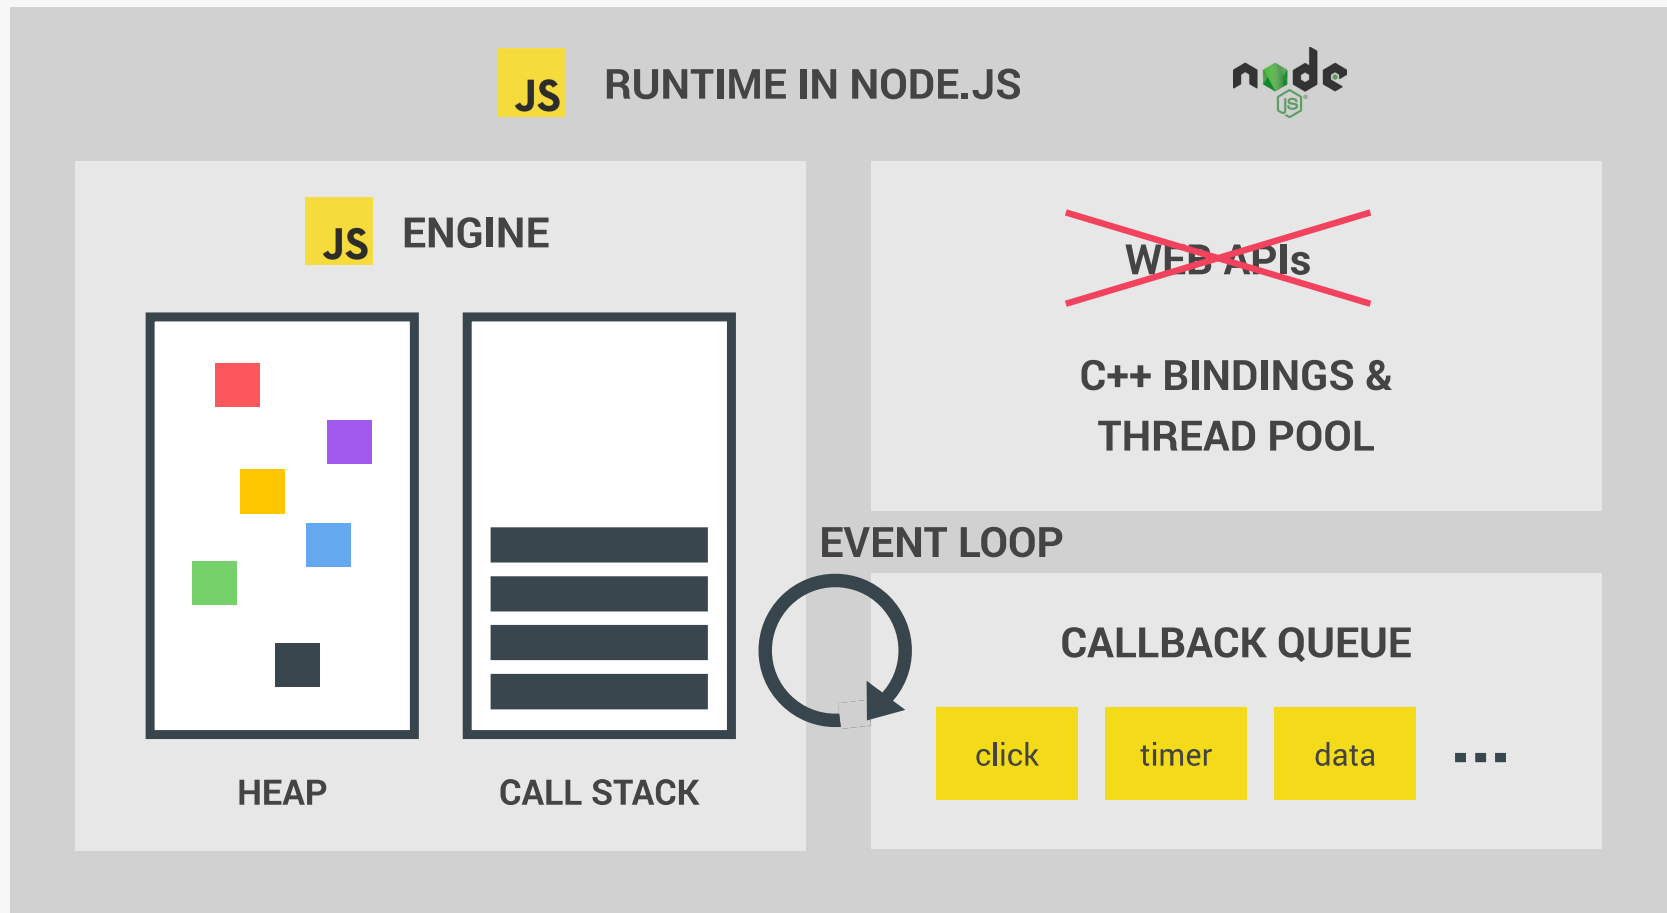 JS RUNTIME IN NODE.JS
node
JS
JS ENGINE
HEAP
CALL STACK
WEB APIs
C++ BINDINGS &
THREAD POOL
EVENT LOOP
CALLBACK QUEUE
click
timer
data
...